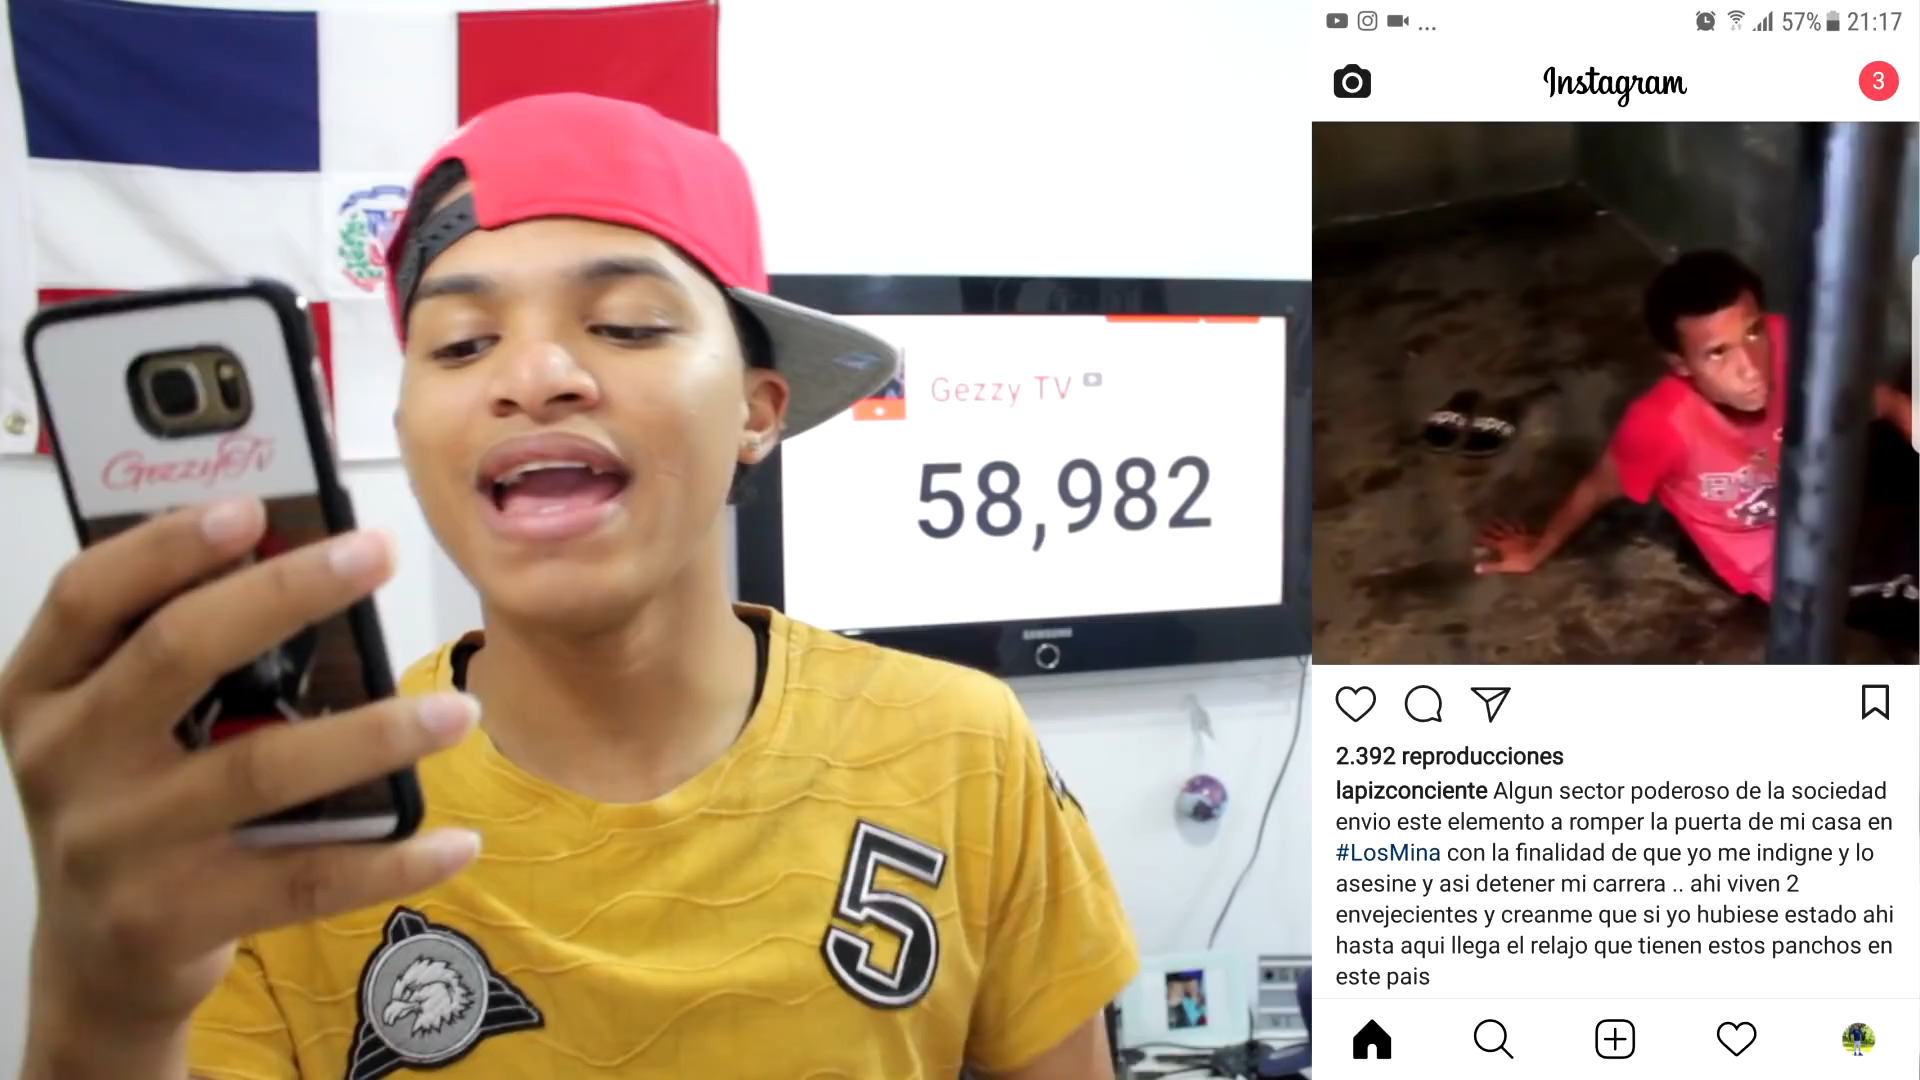 GezzyTv
Gezzy TV
58,982
SAMSUNG
5
... 57% 21:17
Instagram
3
2.392 reproducciones
lapizconciente Algun sector poderoso de la sociedad
envio este elemento a romper la puerta de mi casa en
#LosMina con la finalidad de que yo me indigne y lo
asesine y asi detener mi carrera .. ahi viven 2
envejecientes y creanme que si yo hubiese estado ahi
hasta aqui llega el relajo que tienen estos panchos en
este pais